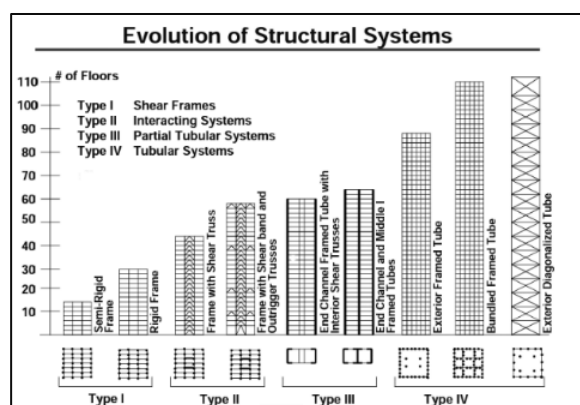 Evolution of Structural Systems
# of Floors
110
100
90
80
70
60
50
40
30
20
10
Type I Shear Frames
Type II Interacting Systems
Type III Partial Tubular Systems
Type IV Tubular Systems
Semi-Rigid
Frame
Rigid Frame
Frame with Shear Truss
Frame with Shear band and
Outrigger Trusses
End Channel Framed Tube with
Interior Shear Trusses
End Channel and Middle I
Framed Tubes
Exterior Framed Tube
Bundled Framed Tube
Exterior Diagonalized Tube
Type I
Type II
Type III
Type IV